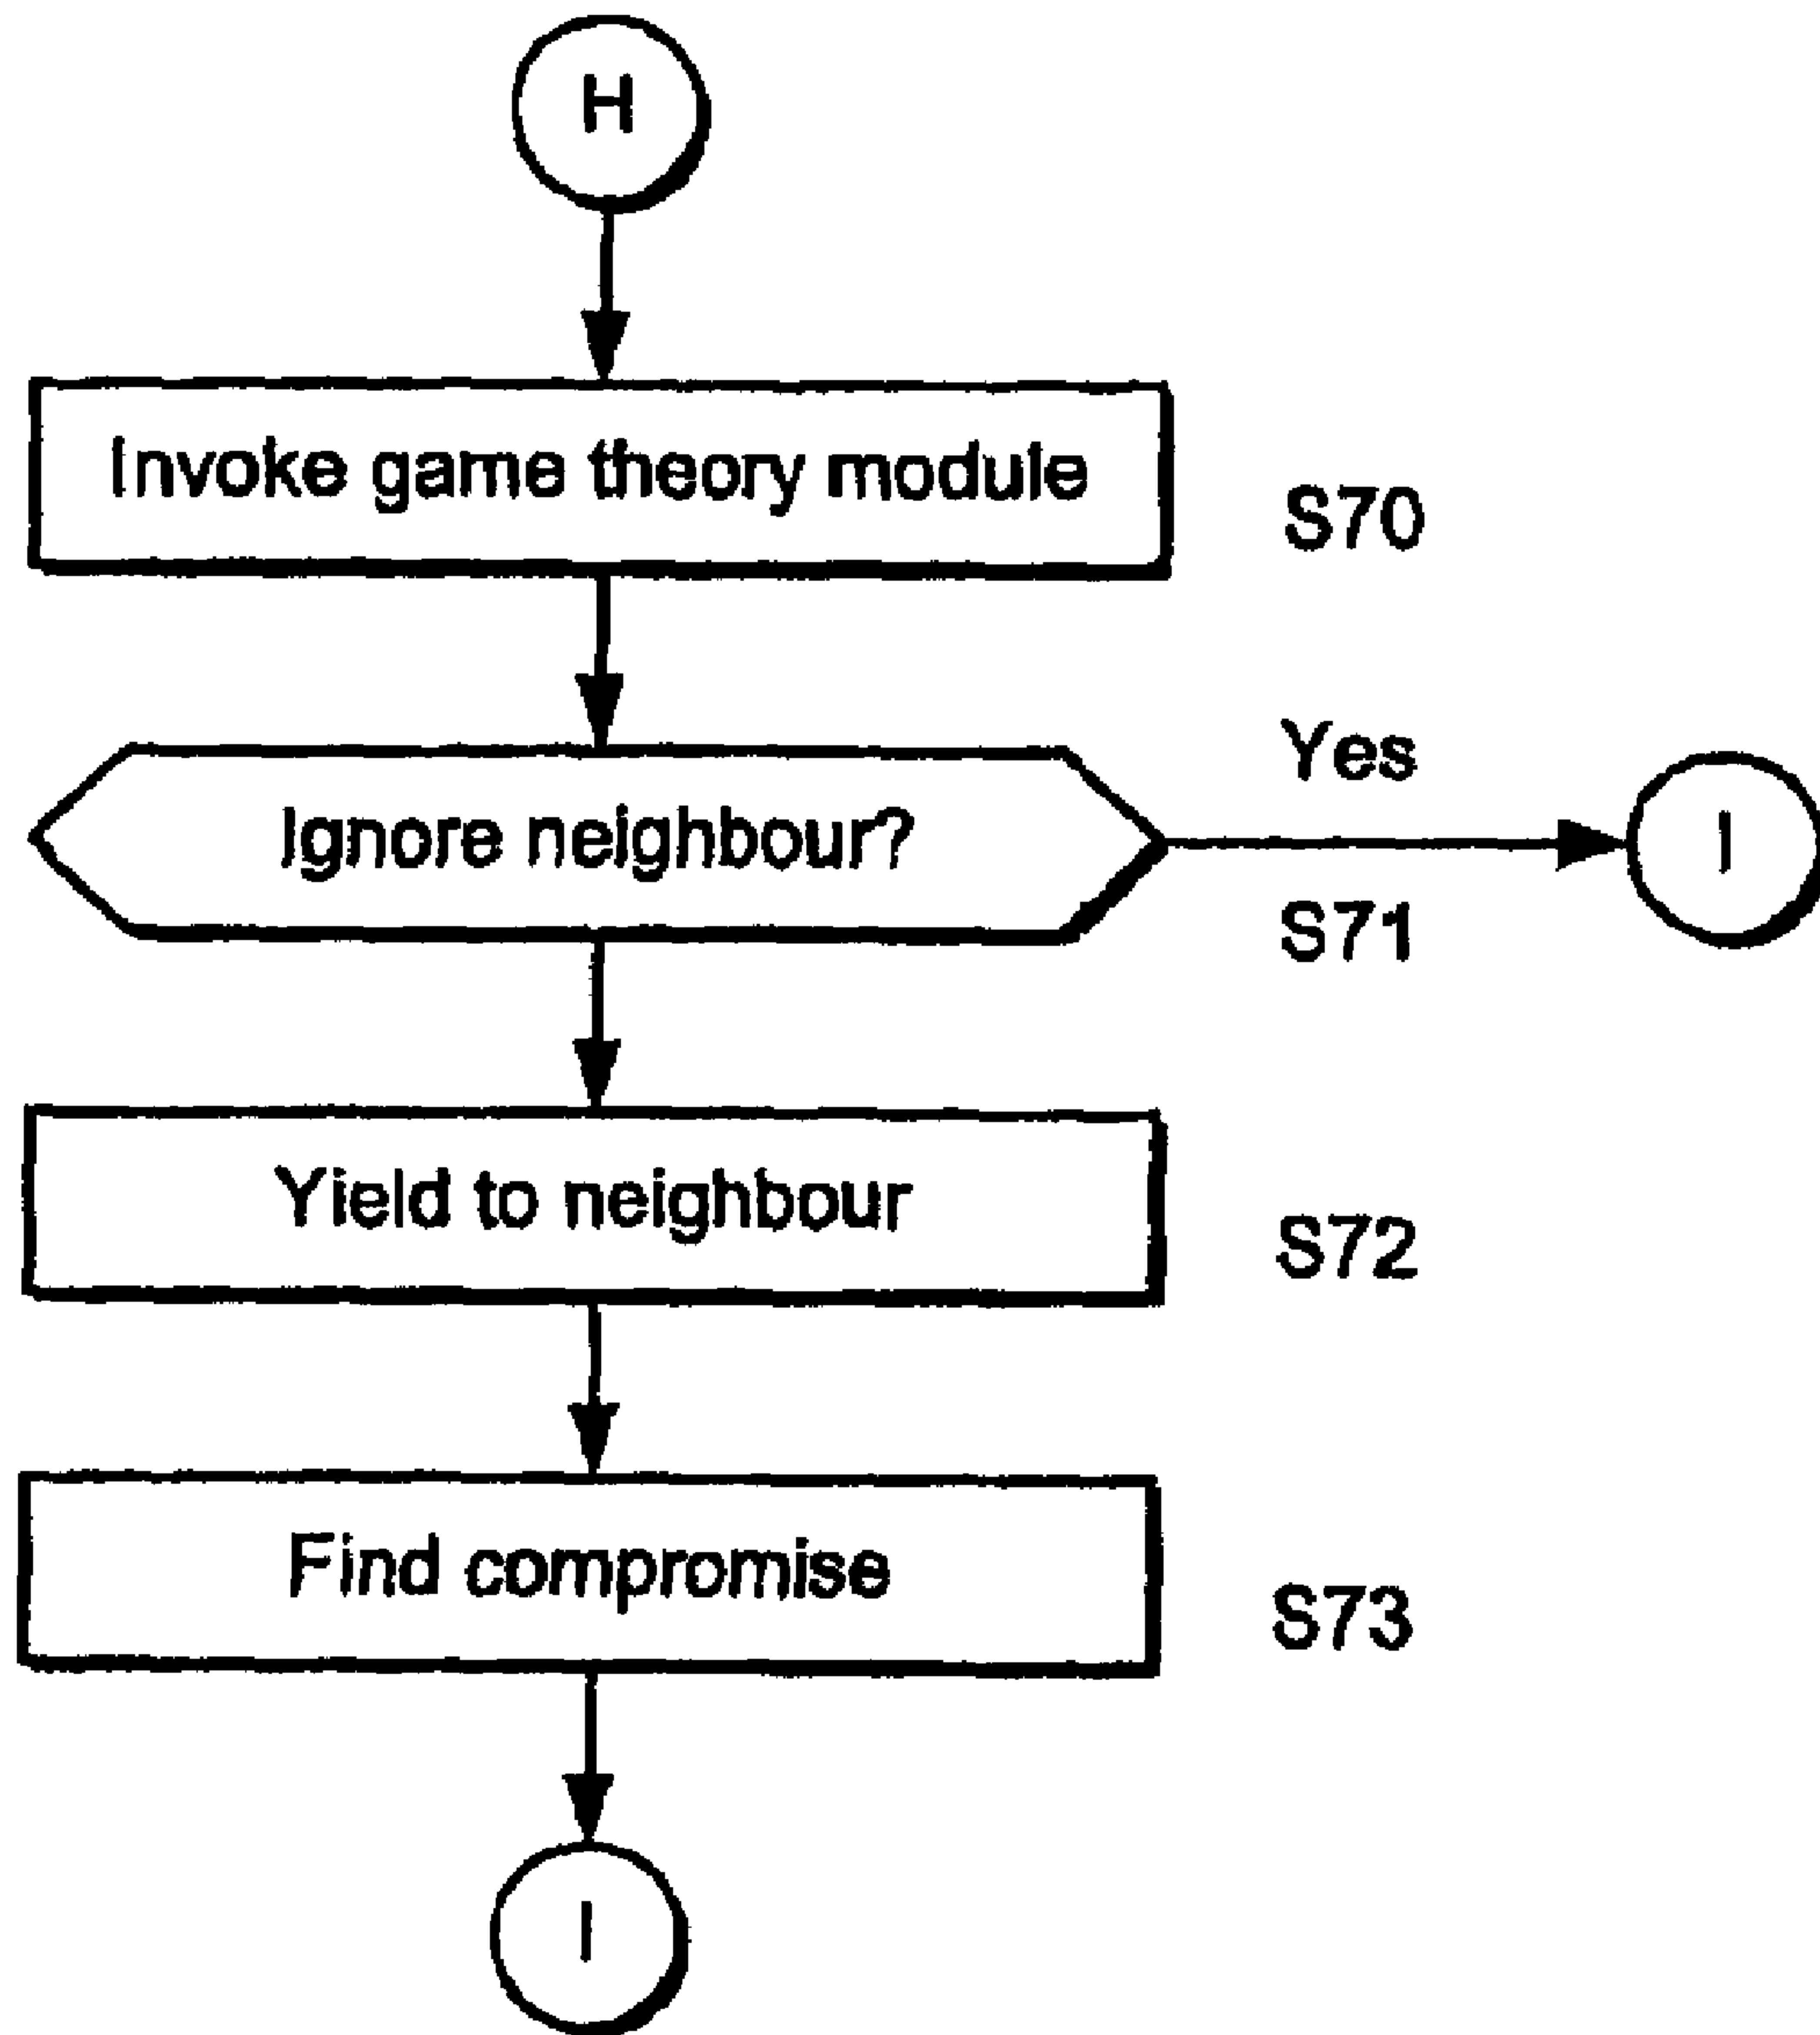 H
Invoke game theory module
S70
Yes
Ignore neighbour?
I
S71
Yield to neighbour
S72
Find compromise
S73
I